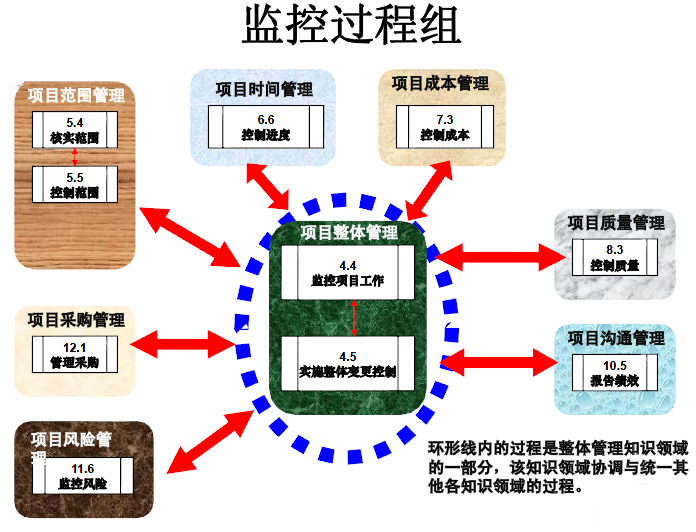 监控过程组
项目范围管理
5.4
核实范围
5.5
控制范围
项目时间管理
6.6
控制进度
项目成本管理
7.3
控制成本
项目整体管理
4.4
监控项目工作
4.5
实施整体变更控制
项目质量管理
8.3
控制质量
项目采购管理
12.1
管理采购
项目沟通管理
10.5
报告绩效
项目风险管
理
11.6
监控风险
环形线内的过程是整体管理知识领域
的一部分，该知识领域协调与统一其
他各知识领域的过程。